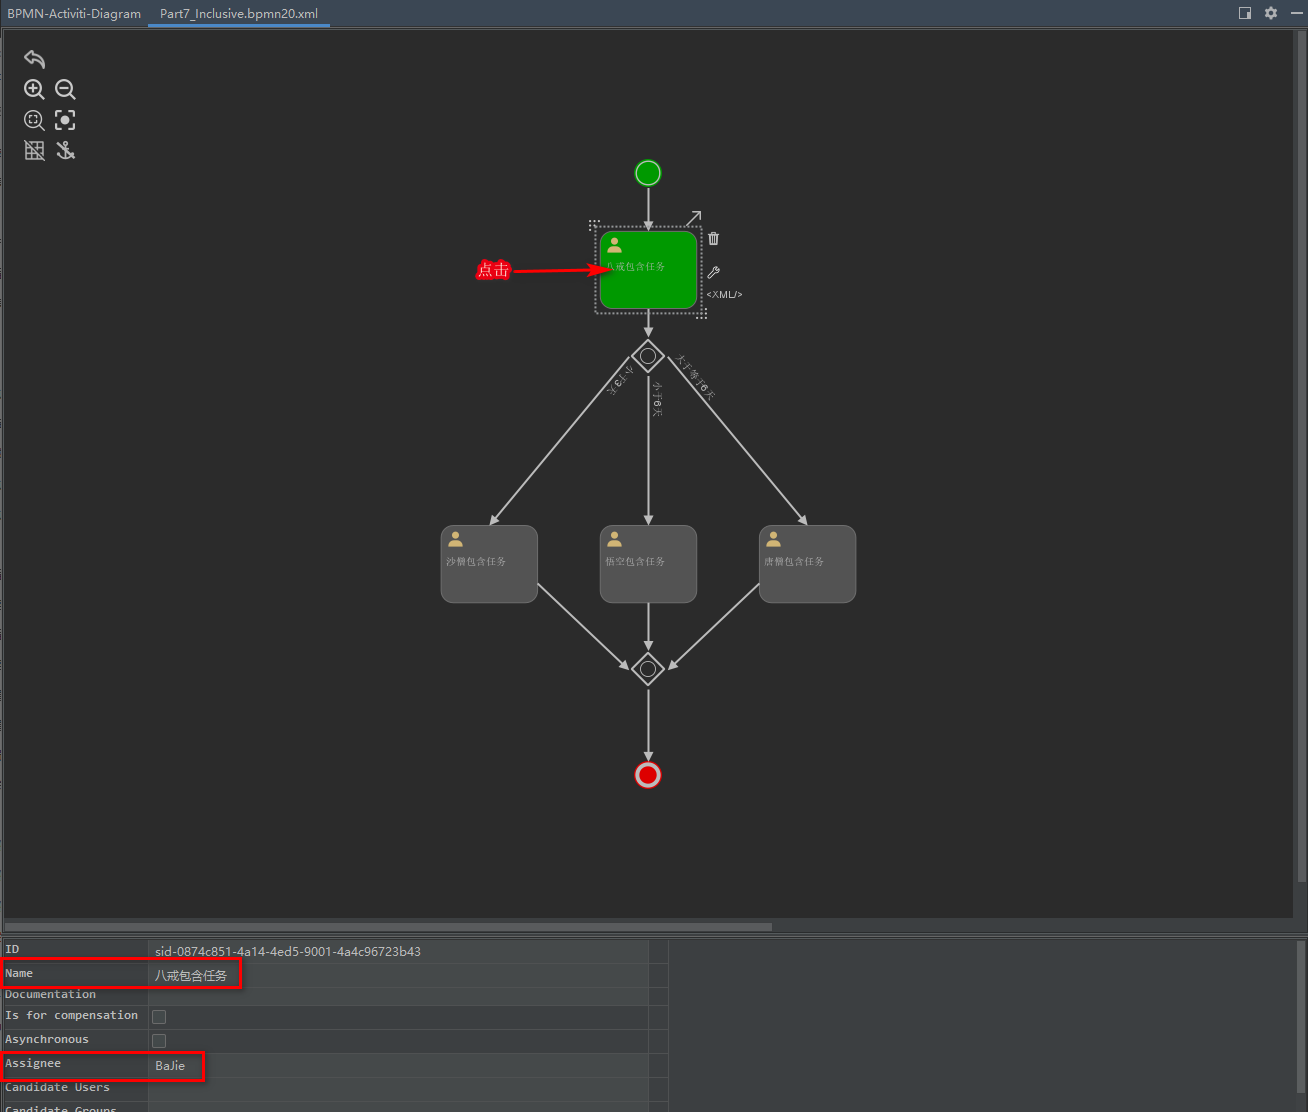 BPMN-Activiti-Diagram
Part7_Inclusive.bpmn20.xml
点击
八戒包含任务
<XML/>
小于3天
小于6天
大于等于6天
沙僧包含任务
悟空包含任务
唐僧包含任务
ID
sid-0874c851-4a14-4ed5-9001-4a4c96723b43
Name
八戒包含任务
Documentation
Is for compensation
Asynchronous
Assignee
BaJie
Candidate Users
Candidate Groups